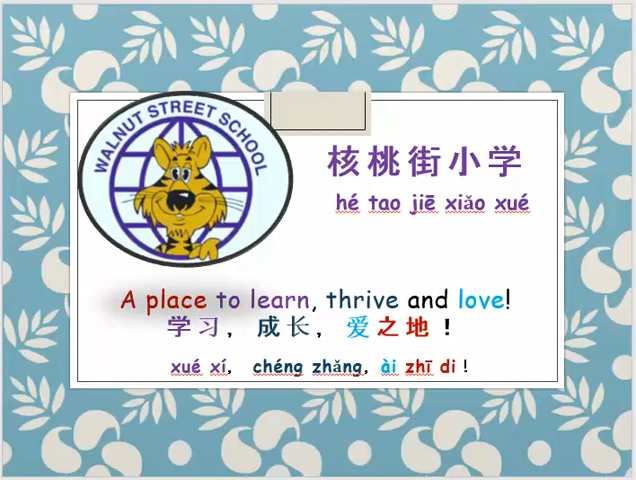 WALNUT STREET SCHOOL
核桃街小学
hé tao jiē xiǎo xué
A place to learn, thrive and love!
学习，成长，爱之地！
xué xí， chéng zhǎng，ài zhī di！